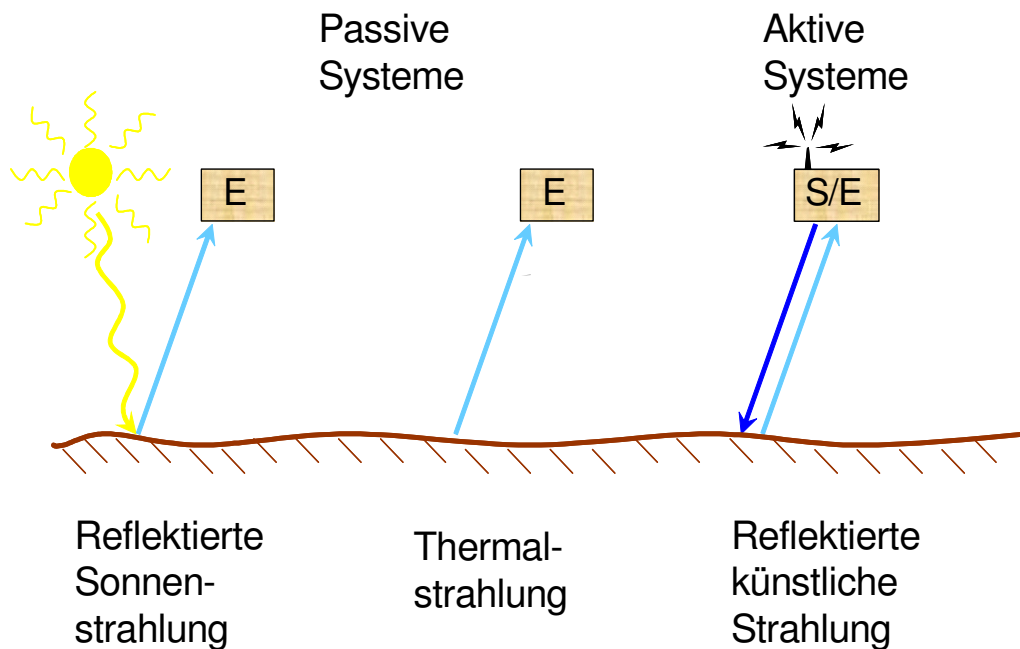 Passive
Systeme
Aktive
Systeme
E
E
S/E
Reflektierte
Sonnen-
strahlung
Thermal-
strahlung
Reflektierte
künstliche
Strahlung